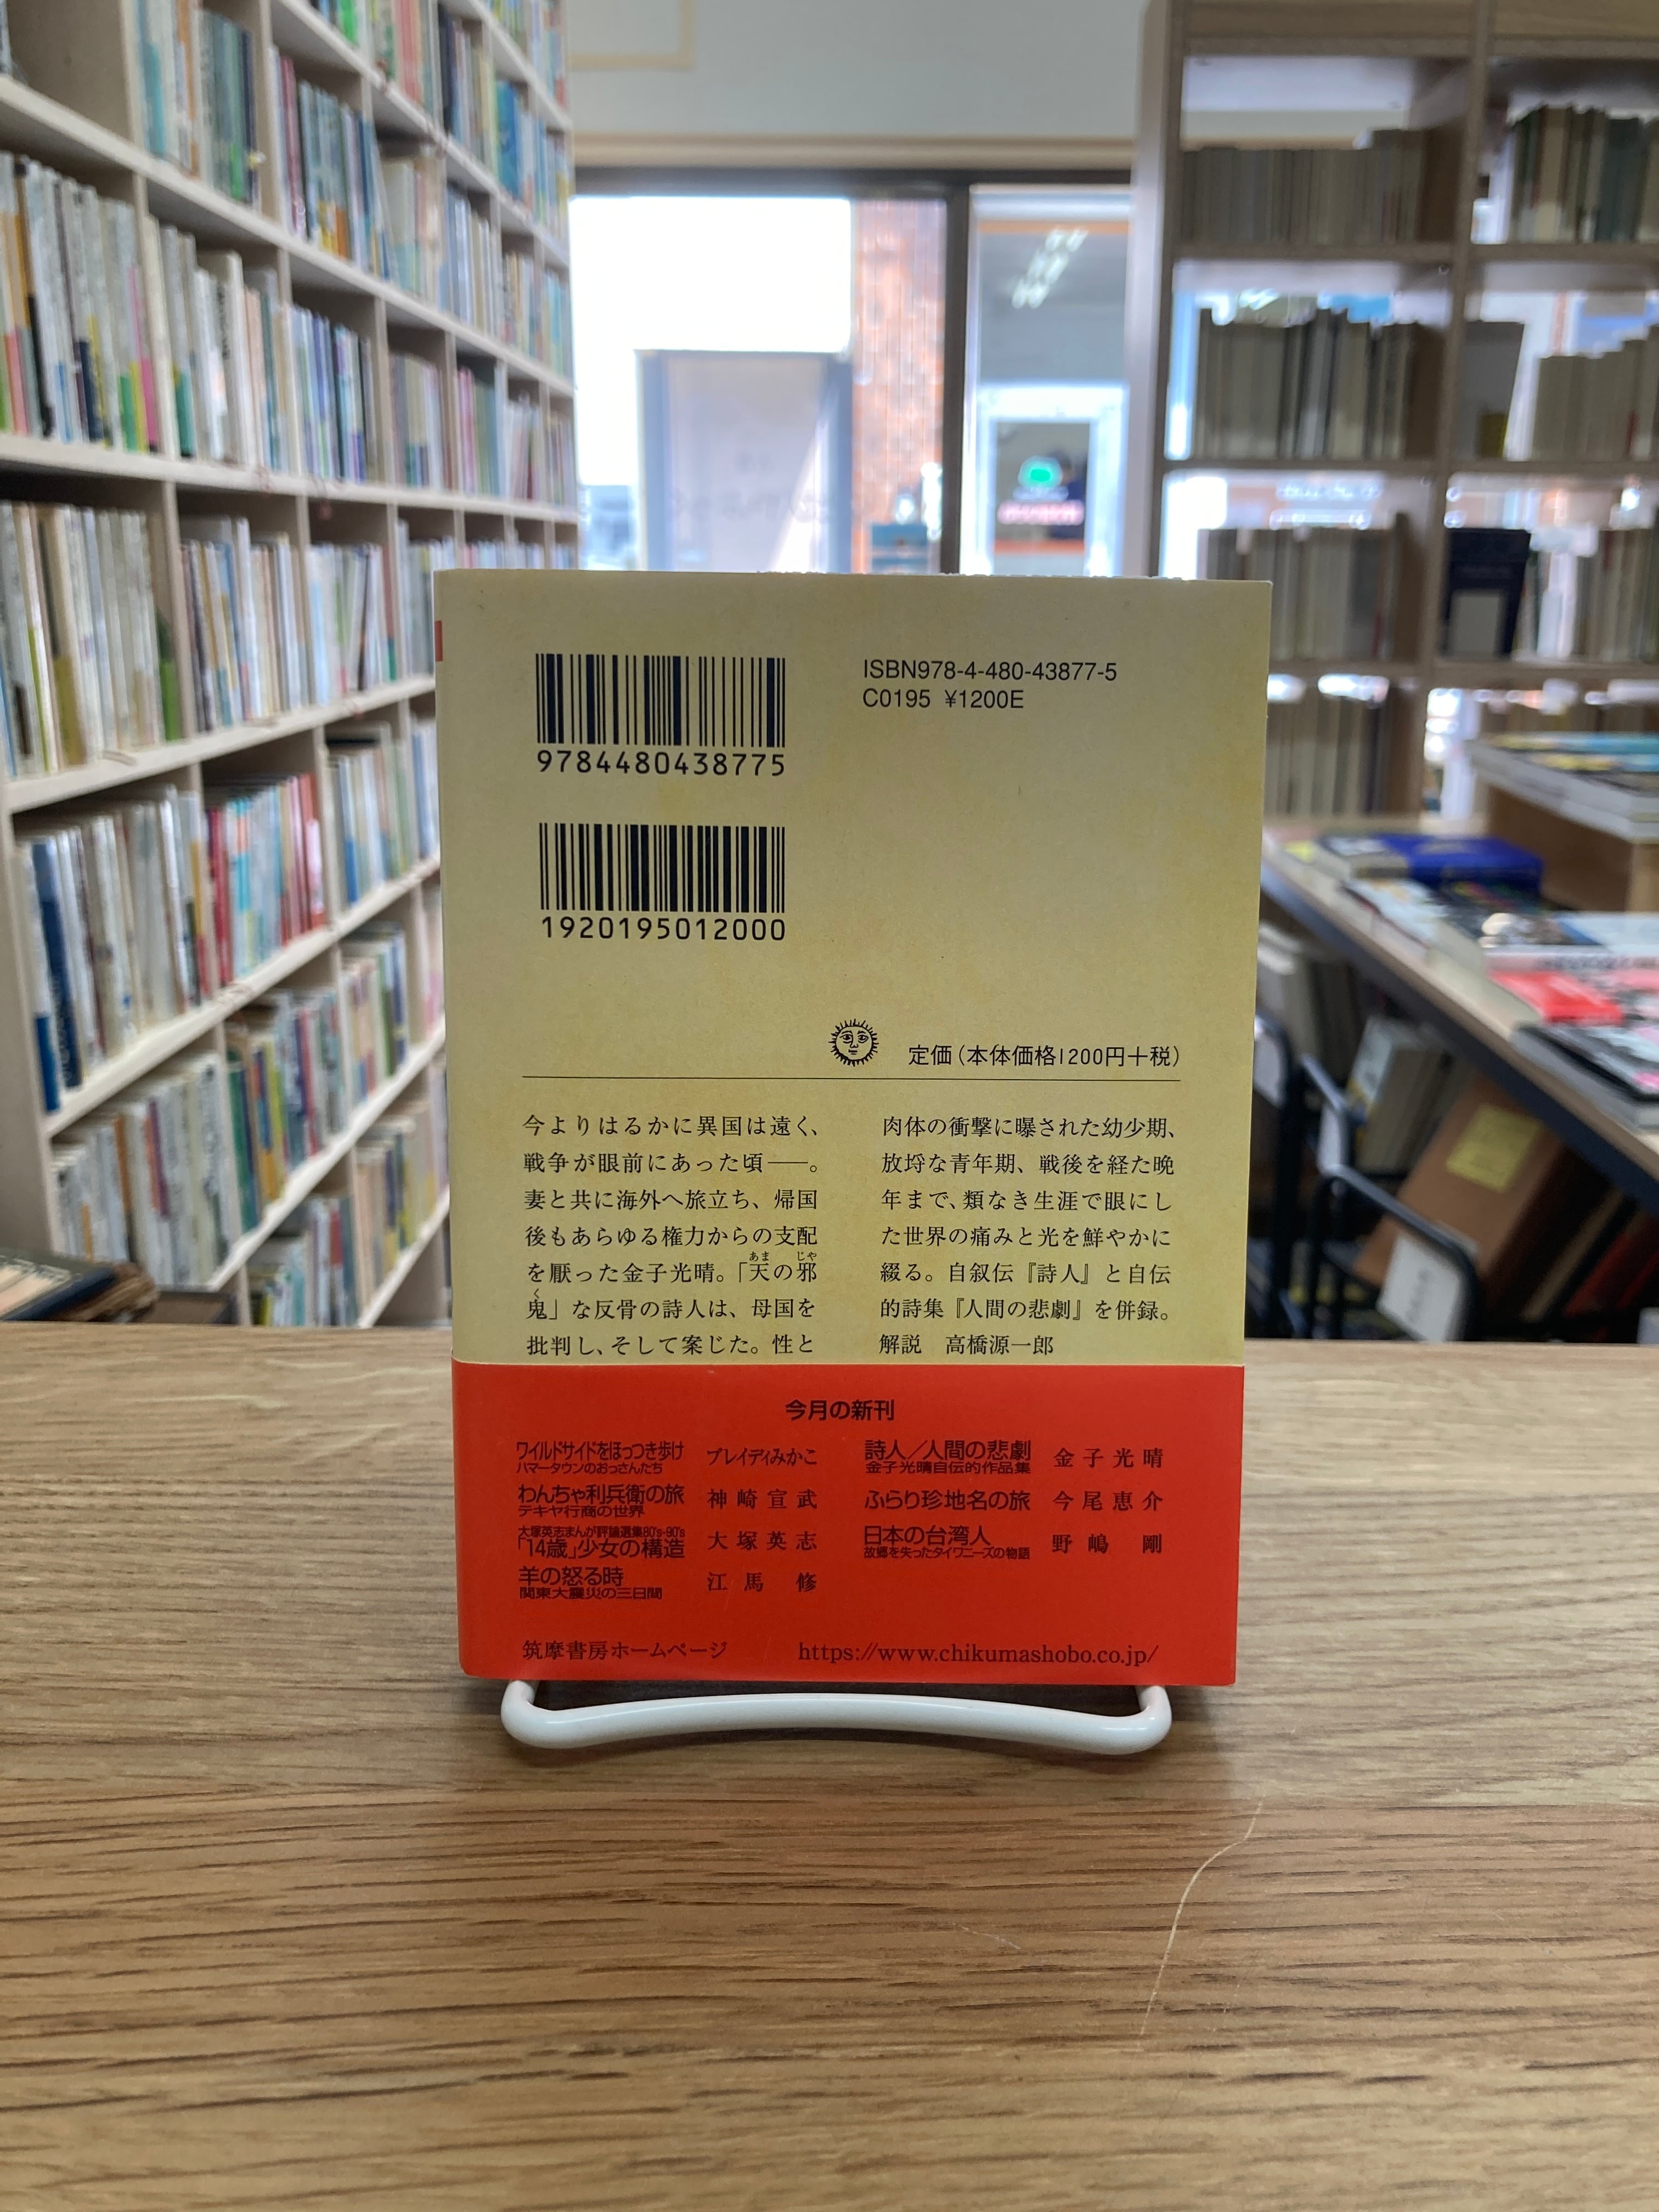 9784480438775
1920195012000
ISBN978-4-480-43877-5
C0195 ¥1200E
定価(本体価格1200円+税)
今よりはるかに異国は遠く、
戦争が眼前にあった頃──。
妻と共に海外へ旅立ち、帰国
後もあらゆる権力からの支配
を厭った金子光晴。「天の邪
あま じゃ
鬼」な反骨の詩人は、母国を
く
批判し、そして案じた。性と
肉体の衝撃に曝された幼少期、
放埒な青年期、戦後を経た晩
年まで、類なき生涯で眼にし
た世界の痛みと光を鮮やかに
綴る。自叙伝『詩人』と自伝
的詩集『人間の悲劇』を併録。
解説 高橋源一郎
今月の新刊
ワイルドサイドをほっつき歩け ブレイディみかこ
ハマータウンのおっさんたち
わんちゃ利兵衛の旅 神崎宣武
テキヤ行商の世界
大塚英志まんが評論選集80's-90's
「14歳」少女の構造 大塚英志
羊の怒る時 江馬 修
関東大震災の三日間
詩人/人間の悲劇 金子光晴
金子光晴自伝的作品集
ふらり珍地名の旅 今尾恵介
日本の台湾人 野嶋 剛
故郷を失ったタイワニーズの物語
筑摩書房ホームページ https://www.chikumashobo.co.jp/